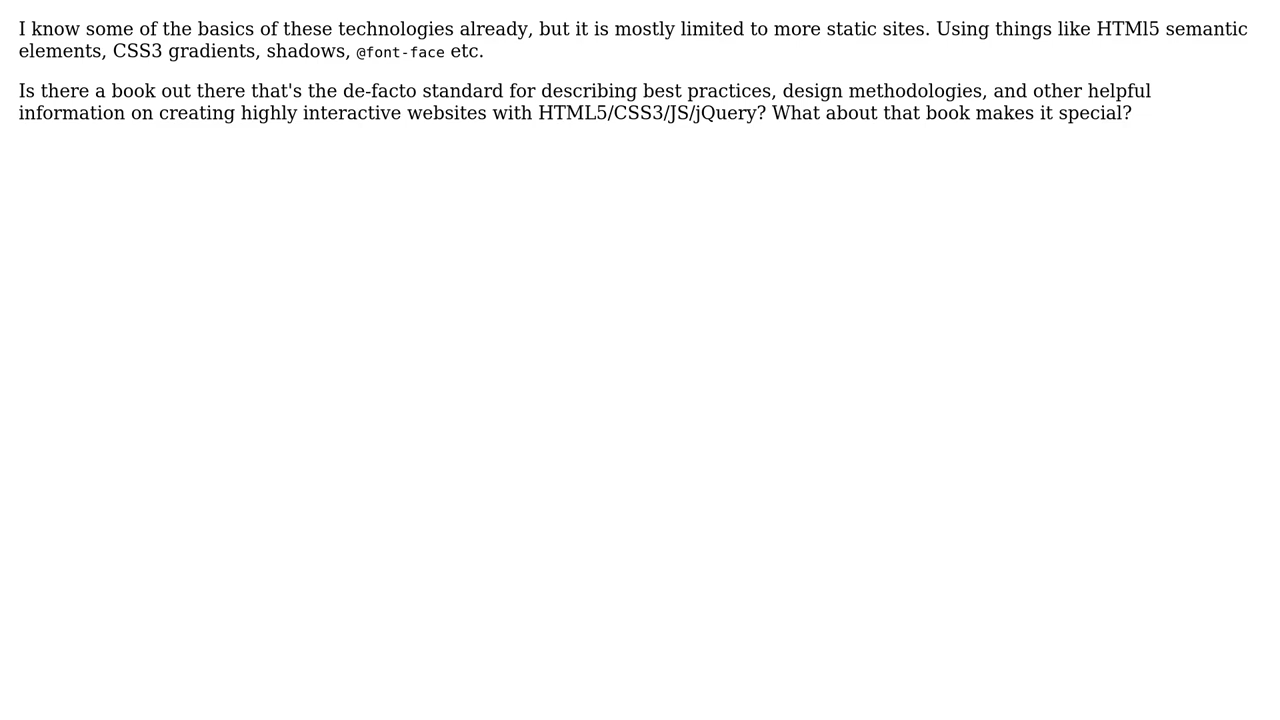 I know some of the basics of these technologies already, but it is mostly limited to more static sites. Using things like HTMl5 semantic
elements, CSS3 gradients, shadows, @font-face etc.
Is there a book out there that's the de-facto standard for describing best practices, design methodologies, and other helpful
information on creating highly interactive websites with HTML5/CSS3/JS/jQuery? What about that book makes it special?